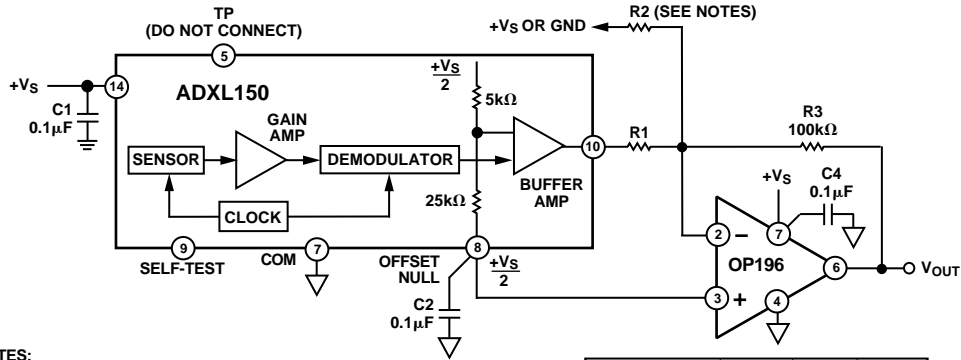 TP
(DO NOT CONNECT)
+VS OR GND
R2 (SEE NOTES)
5
+VS
14
ADXL150
+VS
2
5kΩ
C1
0.1μF
GAIN
AMP
R3
100kΩ
10
R1
SENSOR
DEMODULATOR
BUFFER
AMP
+VS
C4
0.1μF
25kΩ
CLOCK
2
–
7
9
SELF-TEST
COM
7
OFFSET
NULL
8
+VS
2
OP196
6
VOUT
3
+
4
C2
0.1μF
TES: